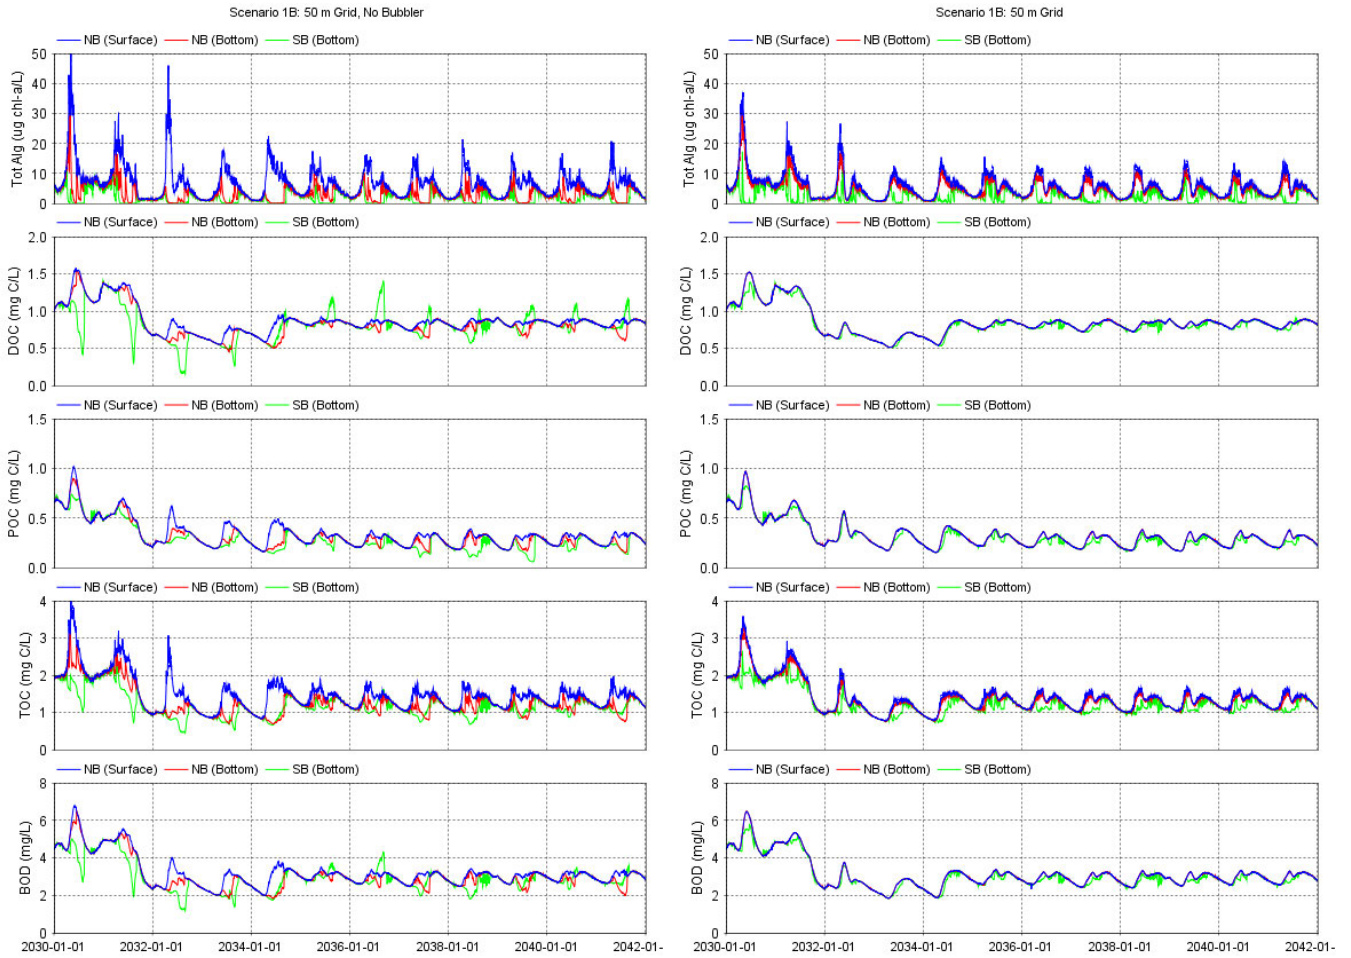 Scenario 1B: 50 m Grid, No Bubbler
NB (Surface) NB (Bottom) SB (Bottom)
Tot Alg (ug chl-a/L)
50
40
30
20
10
0
NB (Surface) NB (Bottom) SB (Bottom)
DOC (mg C/L)
2.0
1.5
1.0
0.5
0.0
NB (Surface) NB (Bottom) SB (Bottom)
POC (mg C/L)
1.5
1.0
0.5
0.0
NB (Surface) NB (Bottom) SB (Bottom)
TOC (mg C/L)
4
3
2
1
0
NB (Surface) NB (Bottom) SB (Bottom)
BOD (mg/L)
8
6
4
2
0
2030-01-01 2032-01-01 2034-01-01 2036-01-01 2038-01-01 2040-01-01 2042-01-
Scenario 1B: 50 m Grid
NB (Surface) NB (Bottom) SB (Bottom)
Tot Alg (ug chl-a/L)
50
40
30
20
10
0
NB (Surface) NB (Bottom) SB (Bottom)
DOC (mg C/L)
2.0
1.5
1.0
0.5
0.0
NB (Surface) NB (Bottom) SB (Bottom)
POC (mg C/L)
1.5
1.0
0.5
0.0
NB (Surface) NB (Bottom) SB (Bottom)
TOC (mg C/L)
4
3
2
1
0
NB (Surface) NB (Bottom) SB (Bottom)
BOD (mg/L)
8
6
4
2
0
2030-01-01 2032-01-01 2034-01-01 2036-01-01 2038-01-01 2040-01-01 2042-01-